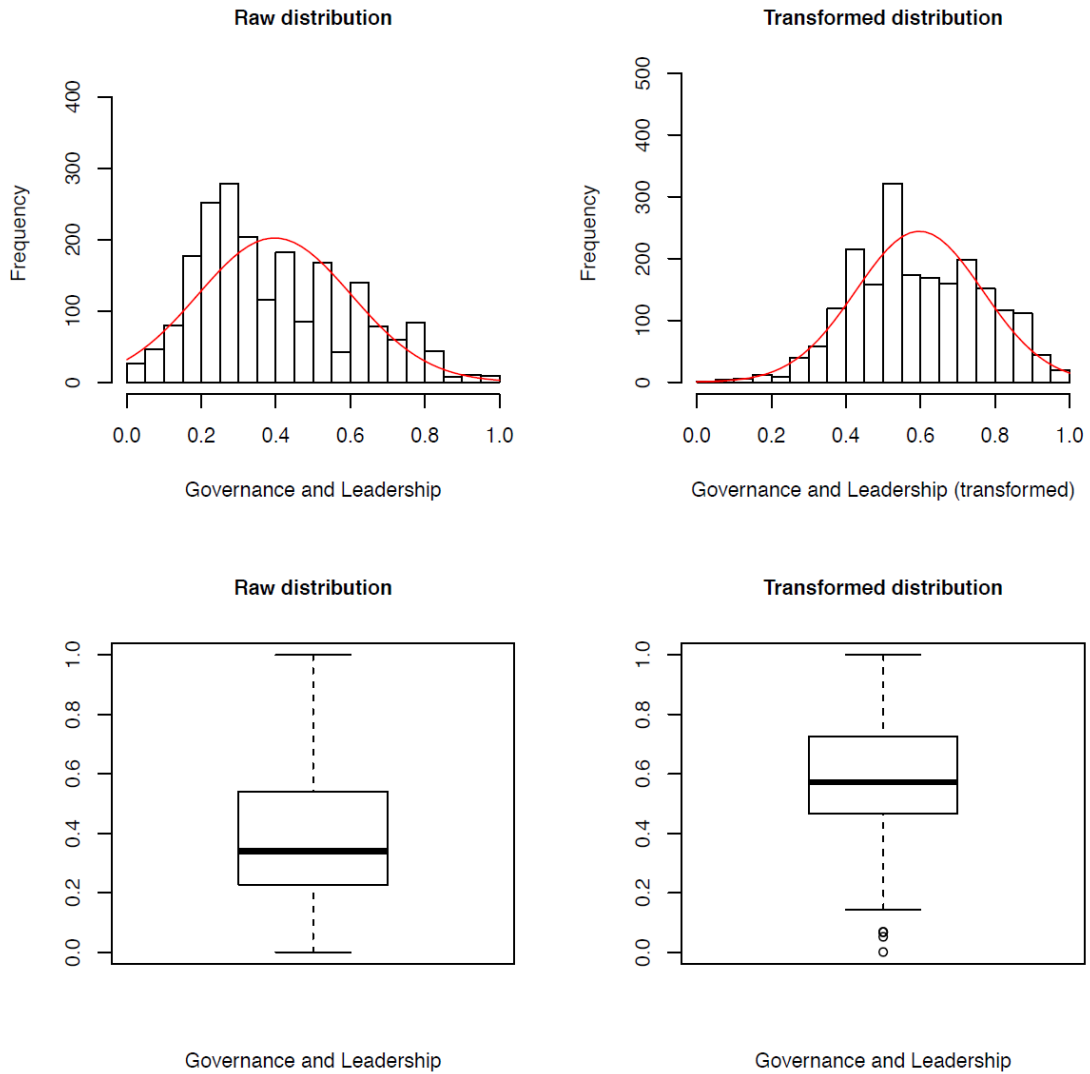 Raw distribution
Frequency
400
300
200
100
0
0.0 0.2 0.4 0.6 0.8 1.0
Governance and Leadership
Transformed distribution
Frequency
500
400
300
200
100
0
0.0 0.2 0.4 0.6 0.8 1.0
Governance and Leadership (transformed)
Raw distribution
1.0
0.8
0.6
0.4
0.2
0.0
Governance and Leadership
Transformed distribution
1.0
0.8
0.6
0.4
0.2
0.0
Governance and Leadership